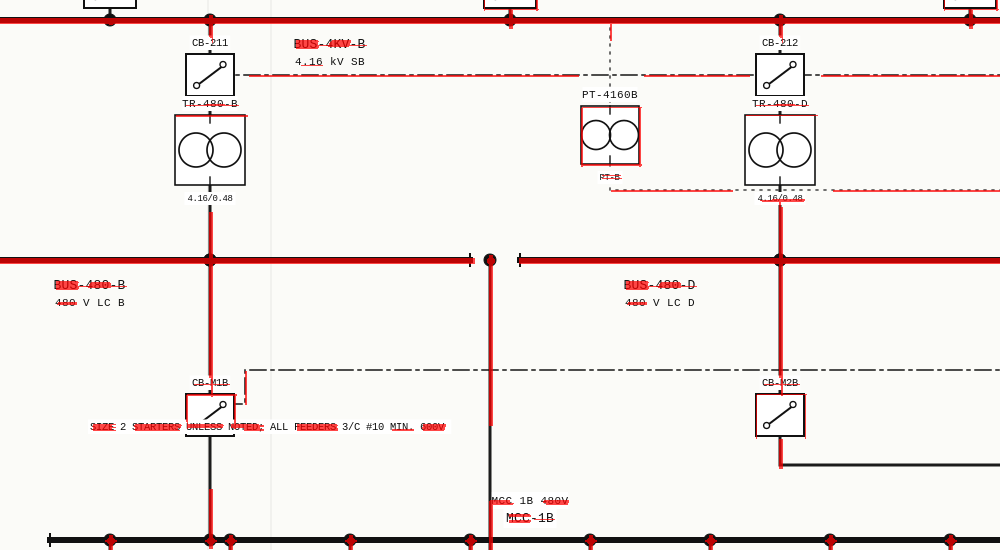 CB-211
BUS-4KV-B
CB-212
4.16 kV SB
PT-4160B
TR-480-B
TR-480-D
PT-B
4.16/0.48
4.16/0.48
BUS-480-B
BUS-480-D
480 V LC B
480 V LC D
CB-M1B
CB-M2B
SIZE 2 STARTERS UNLESS NOTED; ALL FEEDERS 3/C #10 MIN. 600V
MCC 1B 480V
MCC-1B